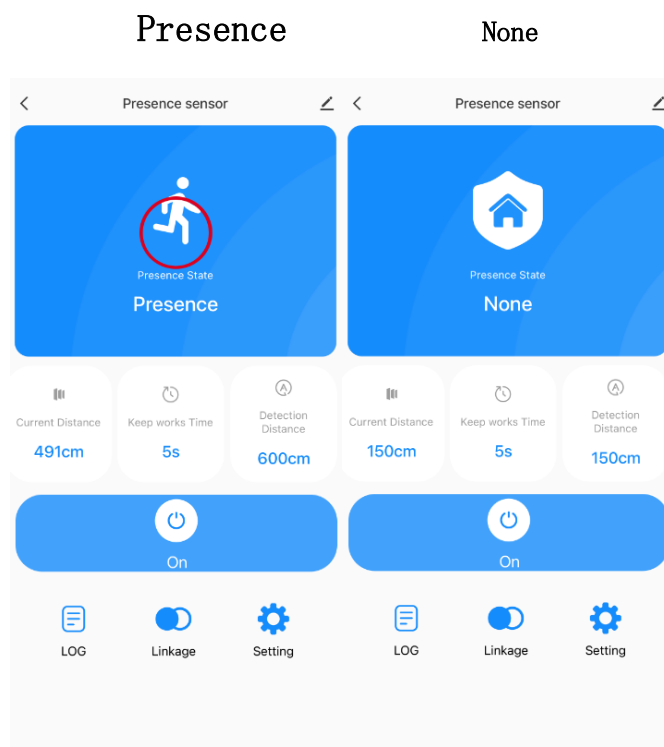 Presence
None
Presence sensor
Presence State
Presence
Current Distance
491cm
Keep works Time
5s
Detection
Distance
600cm
On
LOG
Linkage
Setting
Presence sensor
Presence State
None
Current Distance
150cm
Keep works Time
5s
Detection
Distance
150cm
On
LOG
Linkage
Setting